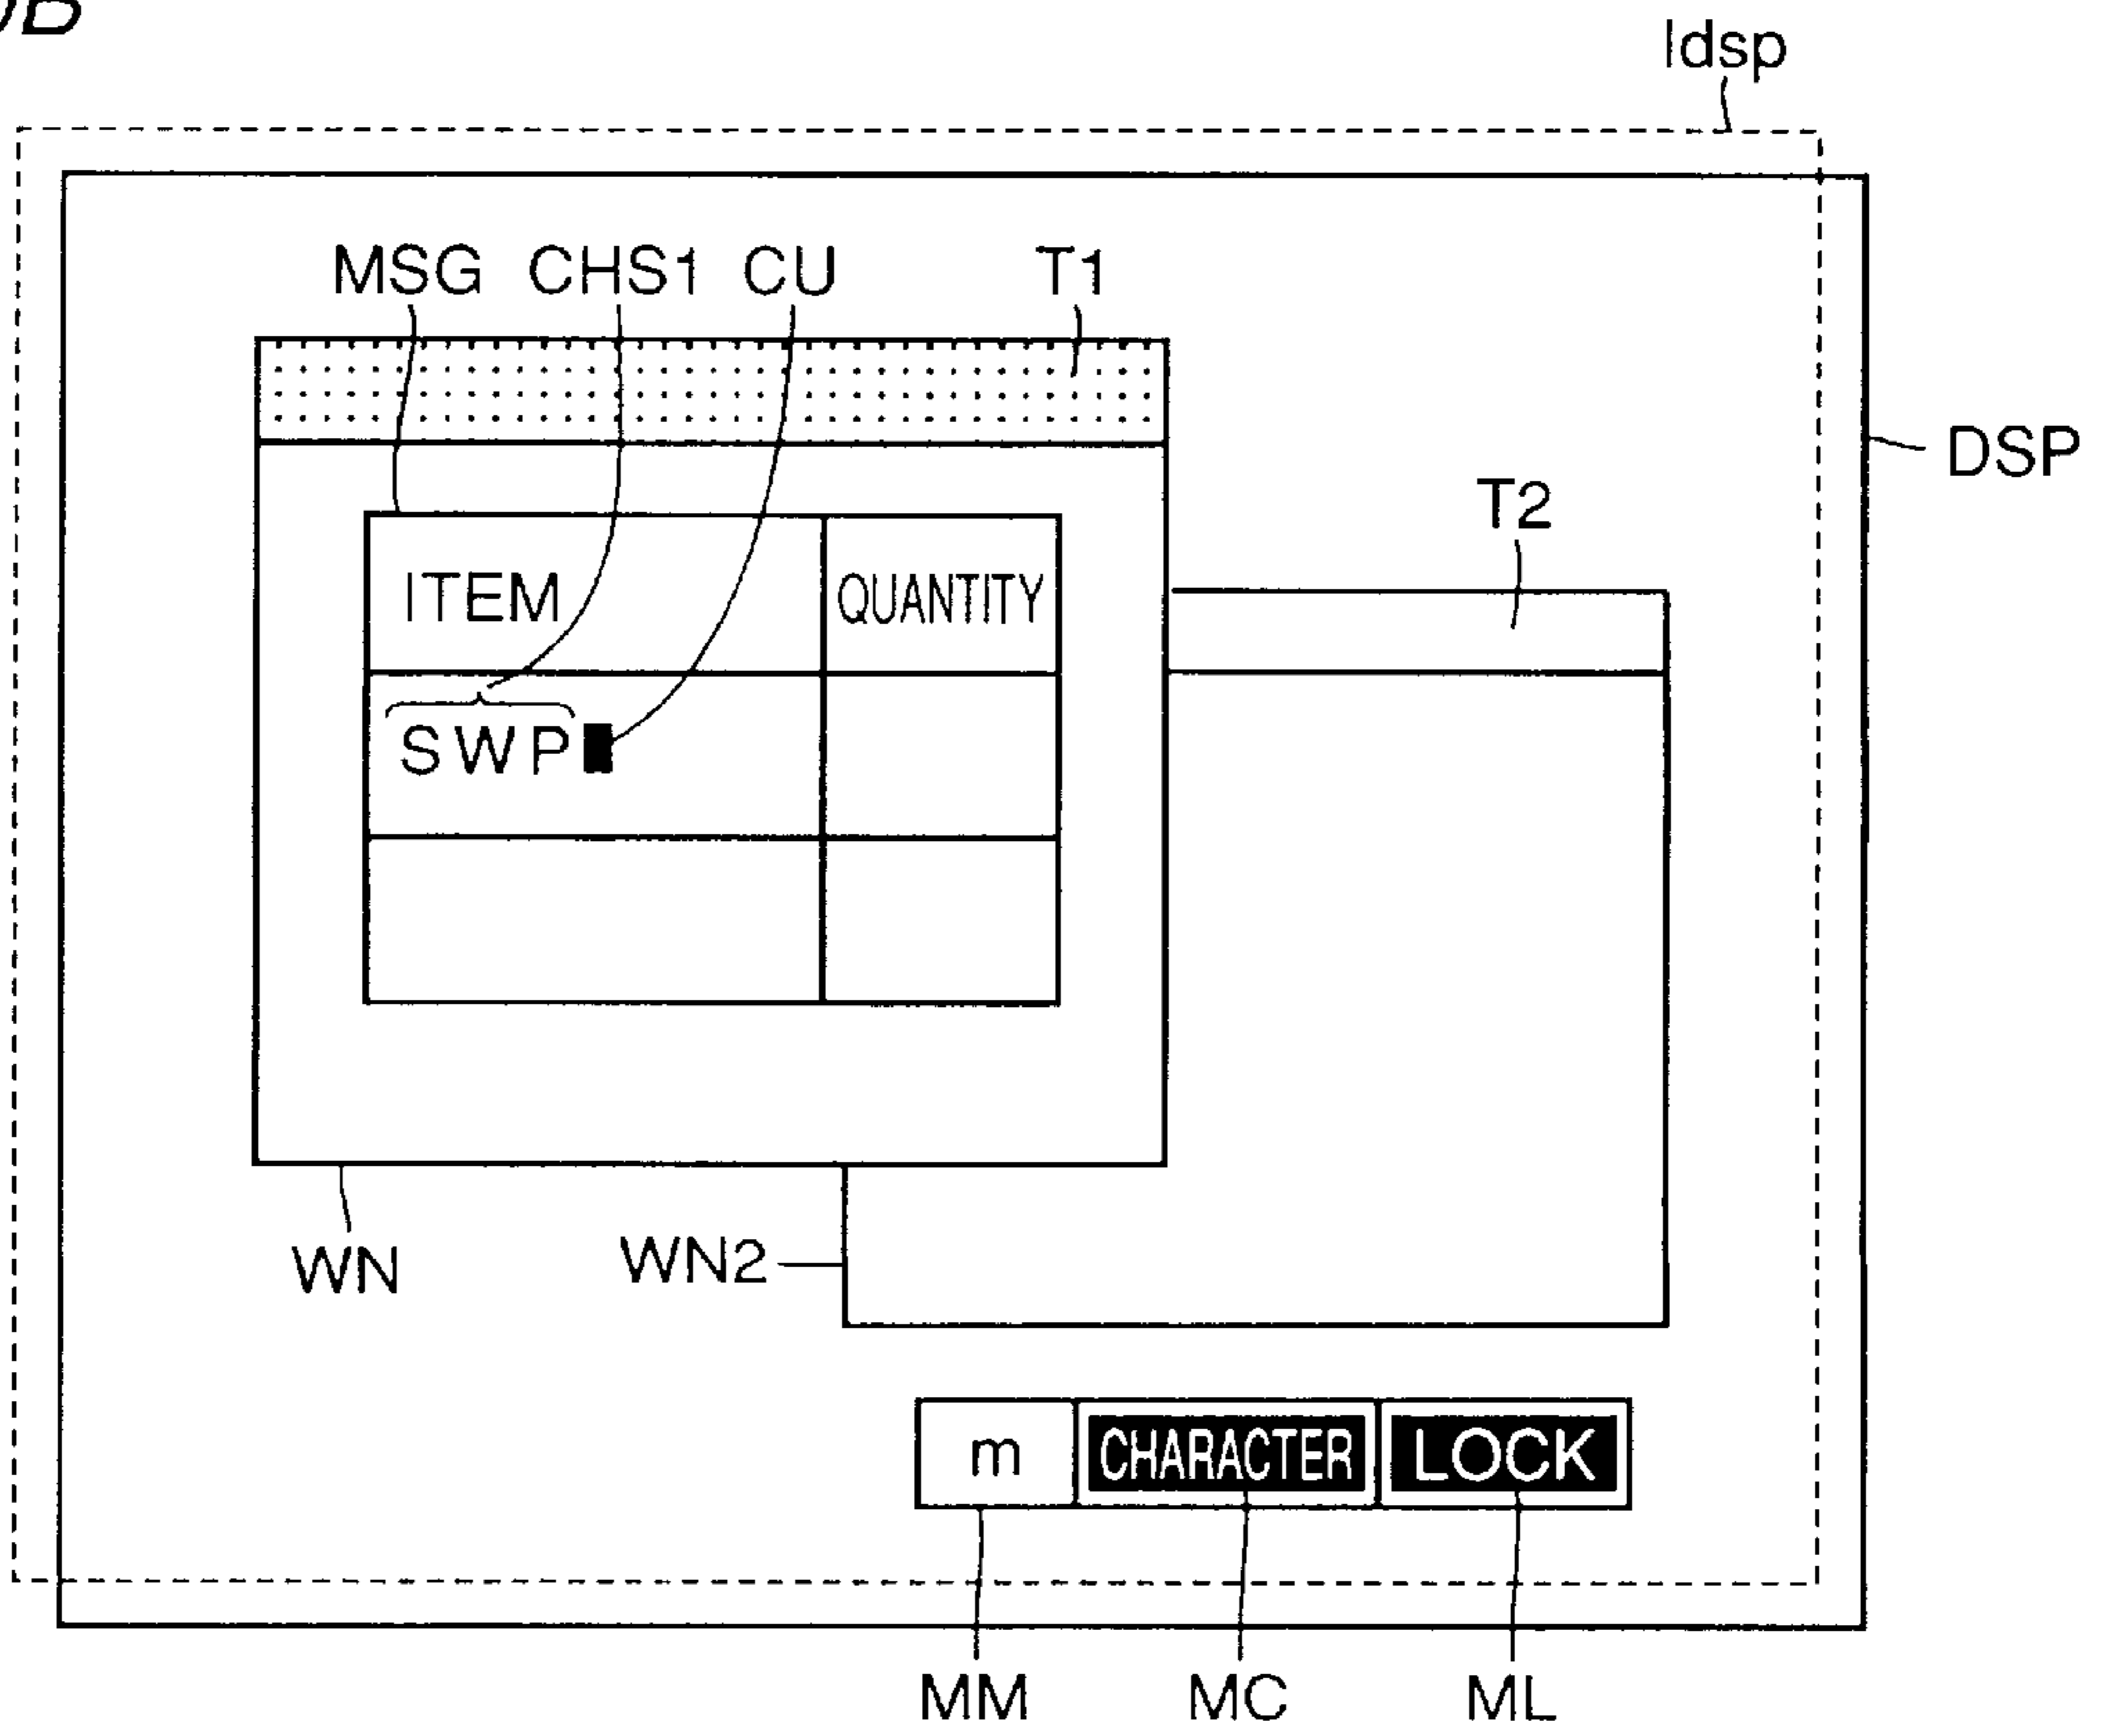 Idsp
MSG CHS1 CU T1
DSP
T2
ITEM QUANTITY
SWP
WN
WN2
m CHARACTER LOCK
MM MC ML